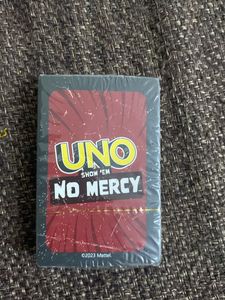 UNO
SHOW 'EM
NO MERCY
©2023 Mattel.